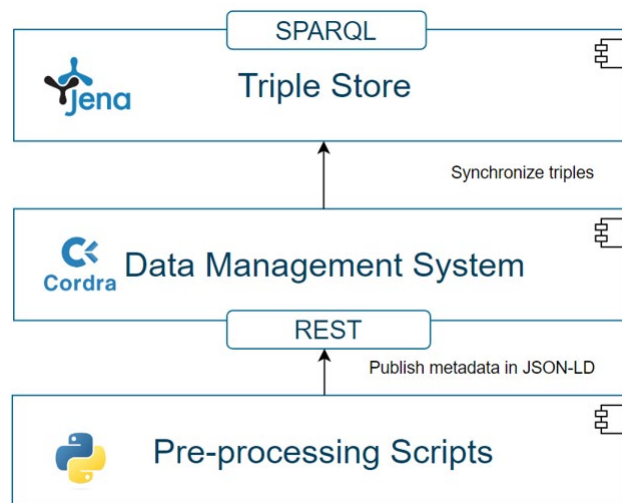 SPARQL
Jena
Triple Store
Synchronize triples
Cordra
Data Management System
REST
Publish metadata in JSON-LD
Pre-processing Scripts